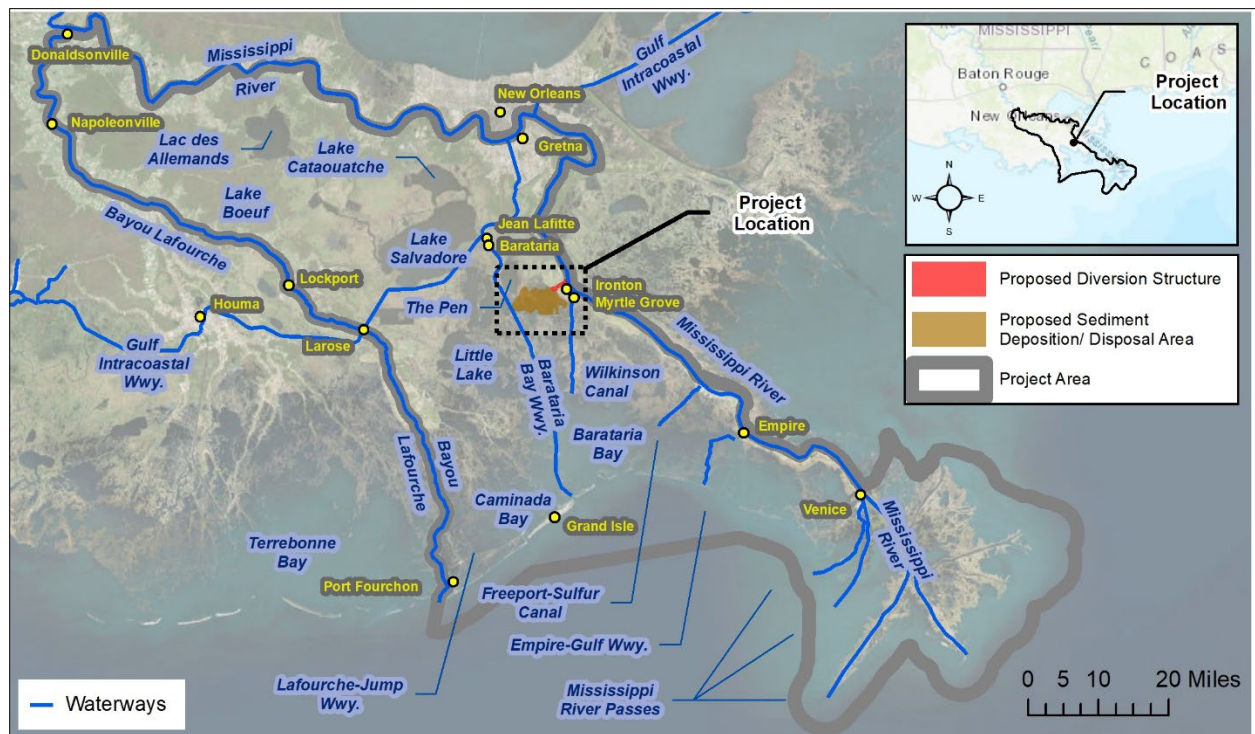 Donaldsonville
Mississippi
River
Napoleonville
Lac des
Allemands
Lake
Cataouatche
New Orleans
Gretna
Gulf
Intracoastal
Wwy.
Lake
Boeuf
Bayou Lafourche
Lockport
Houma
Gulf
Intracoastal
Wwy.
Larose
Lake
Salvadore
Jean Lafitte
Barataria
Project
Location
The Pen
Ironton
Myrtle Grove
Little
Lake
Barataria
Bay Wwy.
Wilkinson
Canal
Mississippi River
Barataria
Bay
Empire
Bayou
Lafourche
Caminada
Bay
Grand Isle
Venice
Mississippi
River
Terrebonne
Bay
Port Fourchon
Freeport-Sulfur
Canal
Empire-Gulf Wwy.
Lafourche-Jump
Wwy.
Mississippi
River Passes
MISSISSIPPI
Baton Rouge
New Orleans
Project
Location
N
W
E
S
Proposed Diversion Structure
Proposed Sediment
Deposition/ Disposal Area
Project Area
Waterways
0 5 10 20 Miles